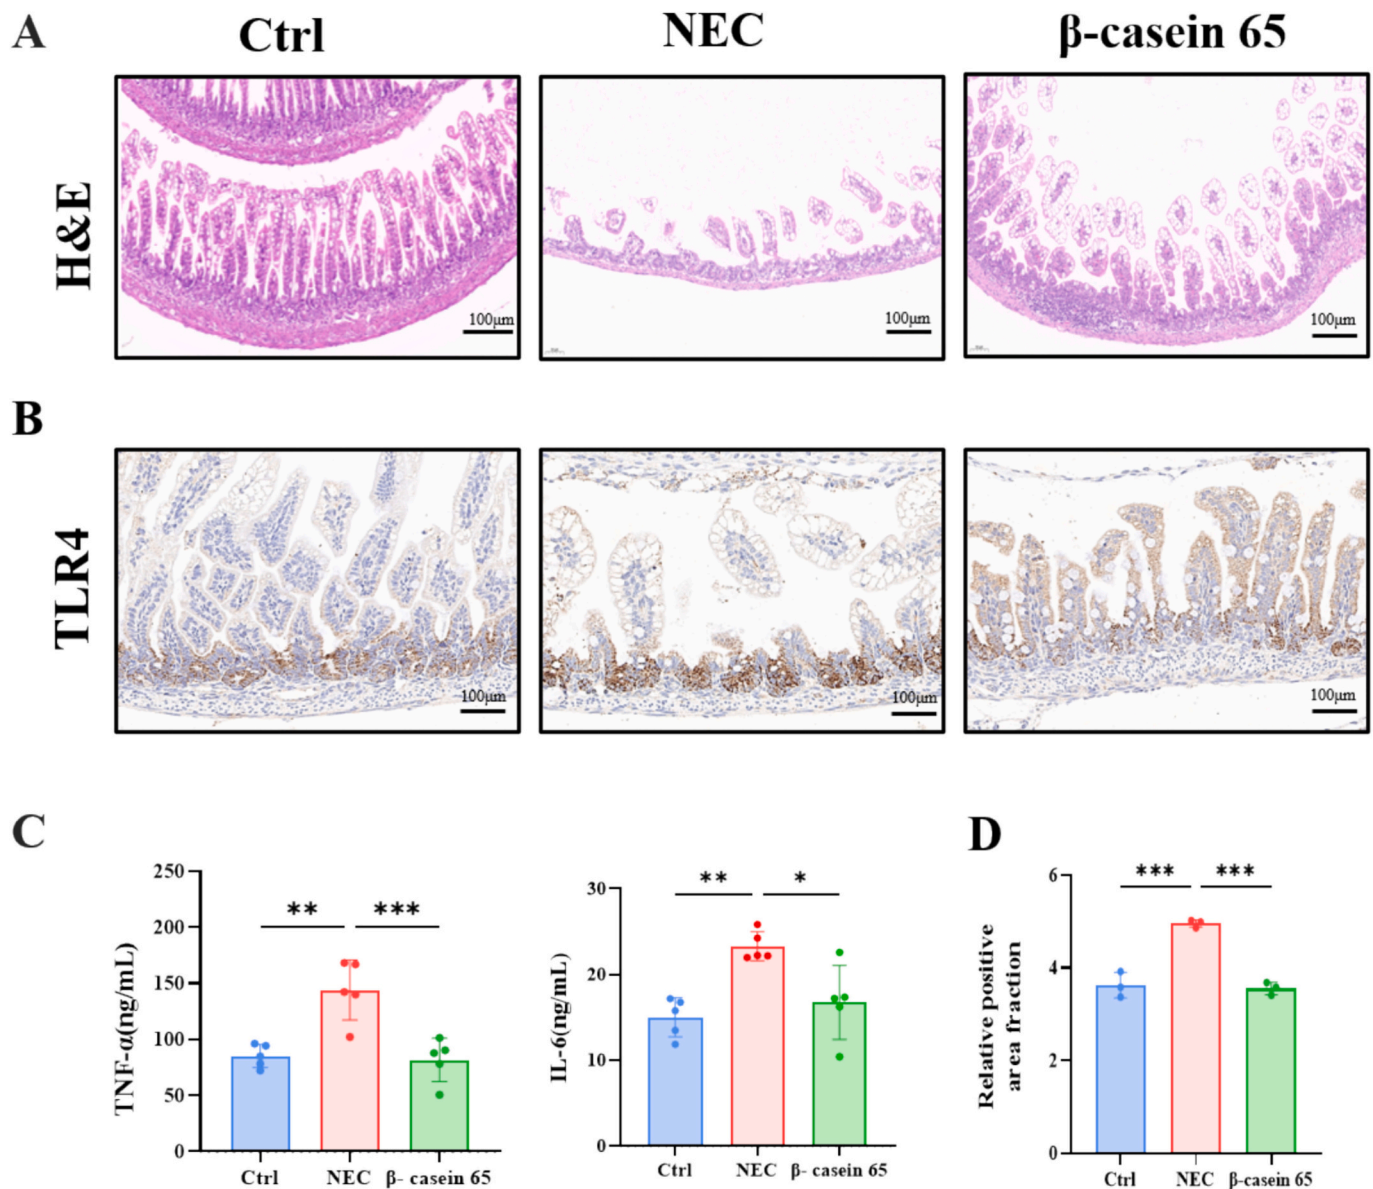 A
Ctrl
NEC
β-casein 65
H&E
100μm
100μm
100μm
B
TLR4
100μm
100μm
100μm
C
D
TNF-α(ng/mL)
250
200
150
100
50
0
**
***
Ctrl
NEC
β- casein 65
IL-6(ng/mL)
30
20
10
0
**
*
Ctrl
NEC
β- casein 65
Relative positive
area fraction
6
4
2
0
***
***
Ctrl
NEC
β-casein 65